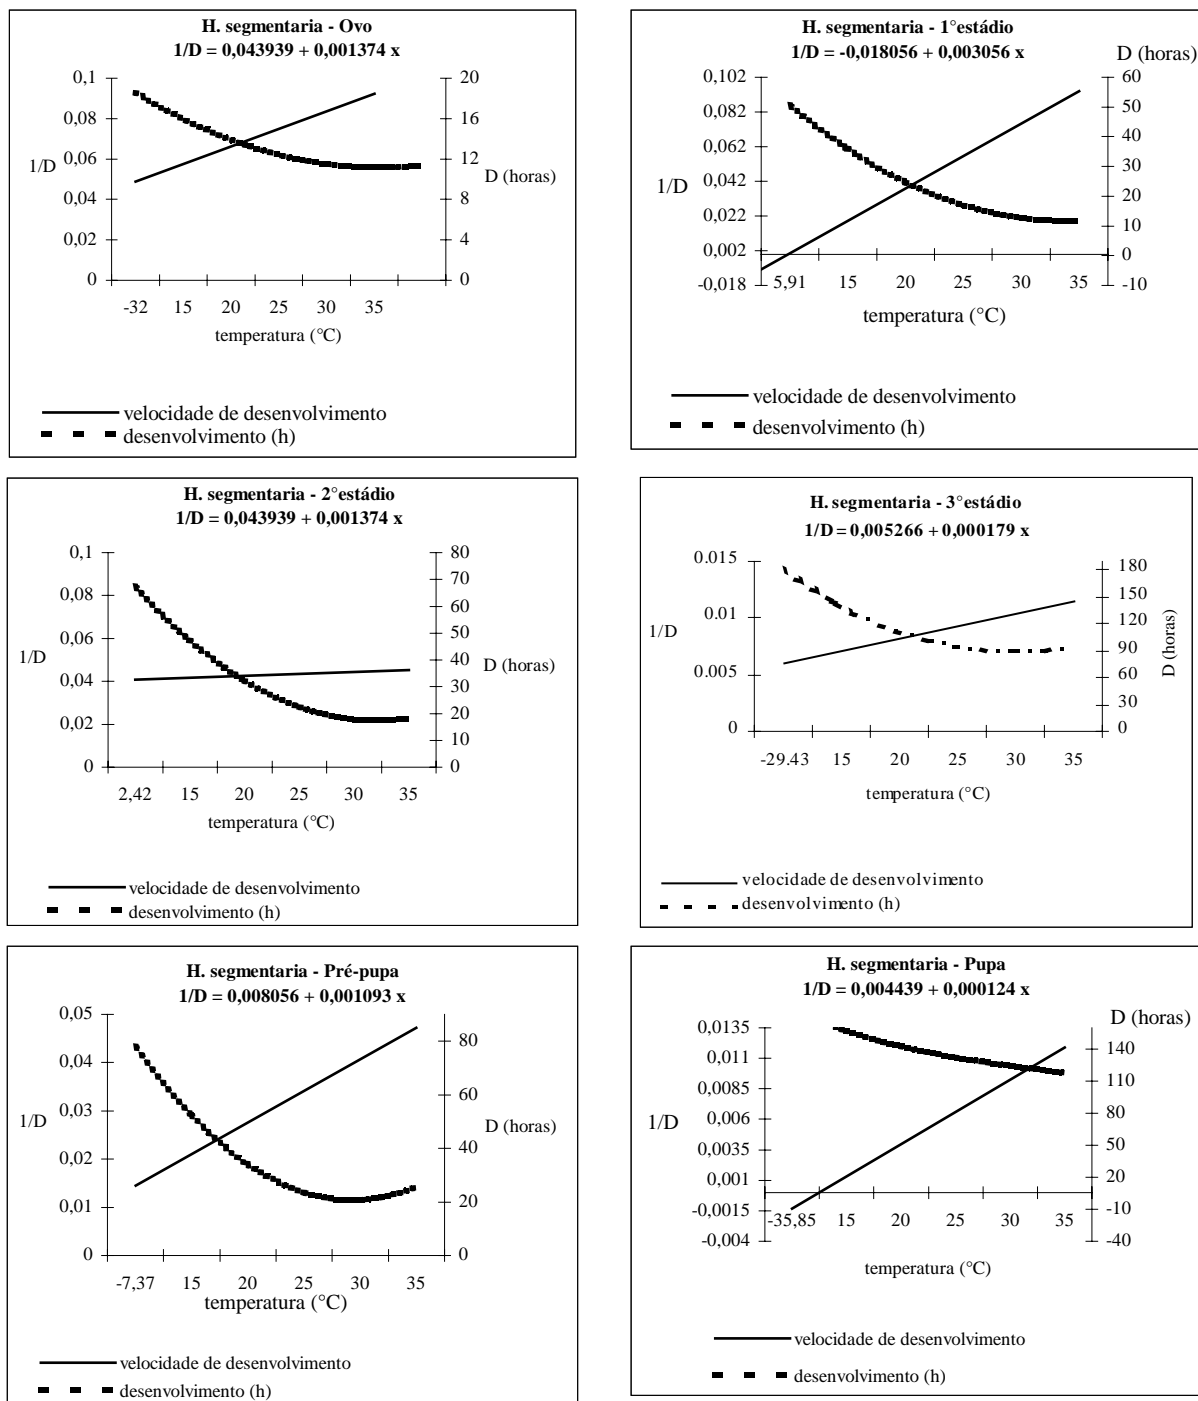 H. segmentaria - Ovo
1/D = 0,043939 + 0,001374 x
0,1
0,08
0,06
0,04
0,02
0
1/D
20
16
12
8
4
0
D (horas)
-32 15 20 25 30 35
temperatura (°C)
velocidade de desenvolvimento
desenvolvimento (h)
H. segmentaria - 1°estádio
1/D = -0,018056 + 0,003056 x
D (horas)
0,102
0,082
0,062
0,042
0,022
0,002
-0,018
1/D
60
50
40
30
20
10
0
-10
5,91 15 20 25 30 35
temperatura (°C)
velocidade de desenvolvimento
desenvolvimento (h)
H. segmentaria - 2°estádio
1/D = 0,043939 + 0,001374 x
0,1
0,08
0,06
0,04
0,02
0
1/D
80
70
60
50
40
30
20
10
0
D (horas)
2,42 15 20 25 30 35
temperatura (°C)
velocidade de desenvolvimento
desenvolvimento (h)
H. segmentaria - 3°estádio
1/D = 0,005266 + 0,000179 x
0.015
0.01
0.005
0
1/D
180
150
120
90
60
30
0
D (horas)
-29.43 15 20 25 30 35
temperatura (°C)
velocidade de desenvolvimento
desenvolvimento (h)
H. segmentaria - Pré-pupa
1/D = 0,008056 + 0,001093 x
0,05
0,04
0,03
0,02
0,01
0
1/D
80
60
40
20
0
D (horas)
-7,37 15 20 25 30 35
temperatura (°C)
velocidade de desenvolvimento
desenvolvimento (h)
H. segmentaria - Pupa
1/D = 0,004439 + 0,000124 x
D (horas)
0,0135
0,011
0,0085
0,006
0,0035
0,001
-0,0015
-0,004
1/D
140
110
80
50
20
-10
-40
-35,85 15 20 25 30 35
temperatura (°C)
velocidade de desenvolvimento
desenvolvimento (h)